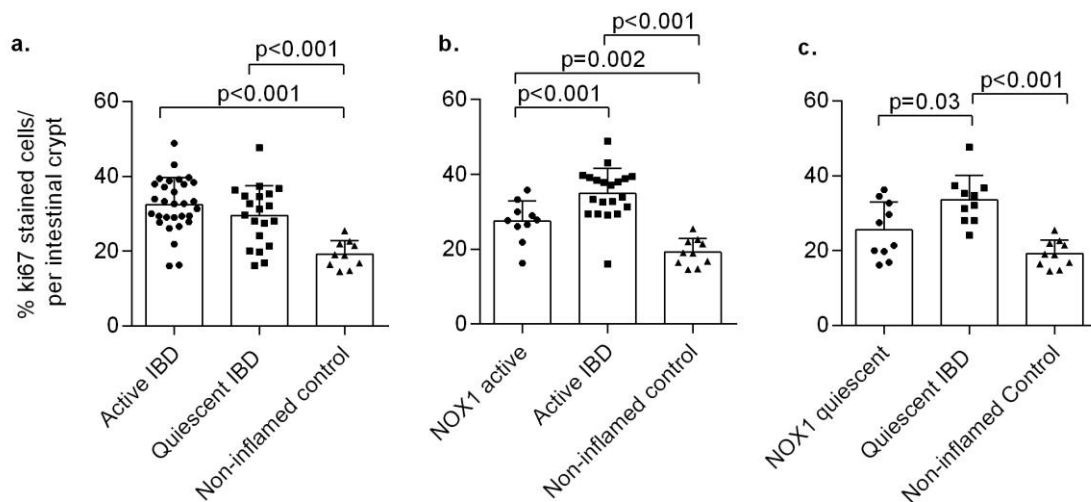 a.
p<0.001
p<0.001
% ki67 stained cells/
per intestinal crypt
60
40
20
0
Active IBD
Quiescent IBD
Non-inflamed control
b.
p<0.001
p=0.002
p<0.001
60
40
20
0
NOX1 active
Active IBD
Non-inflamed control
c.
p<0.001
p=0.03
60
40
20
0
NOX1 quiescent
Quiescent IBD
Non-inflamed Control